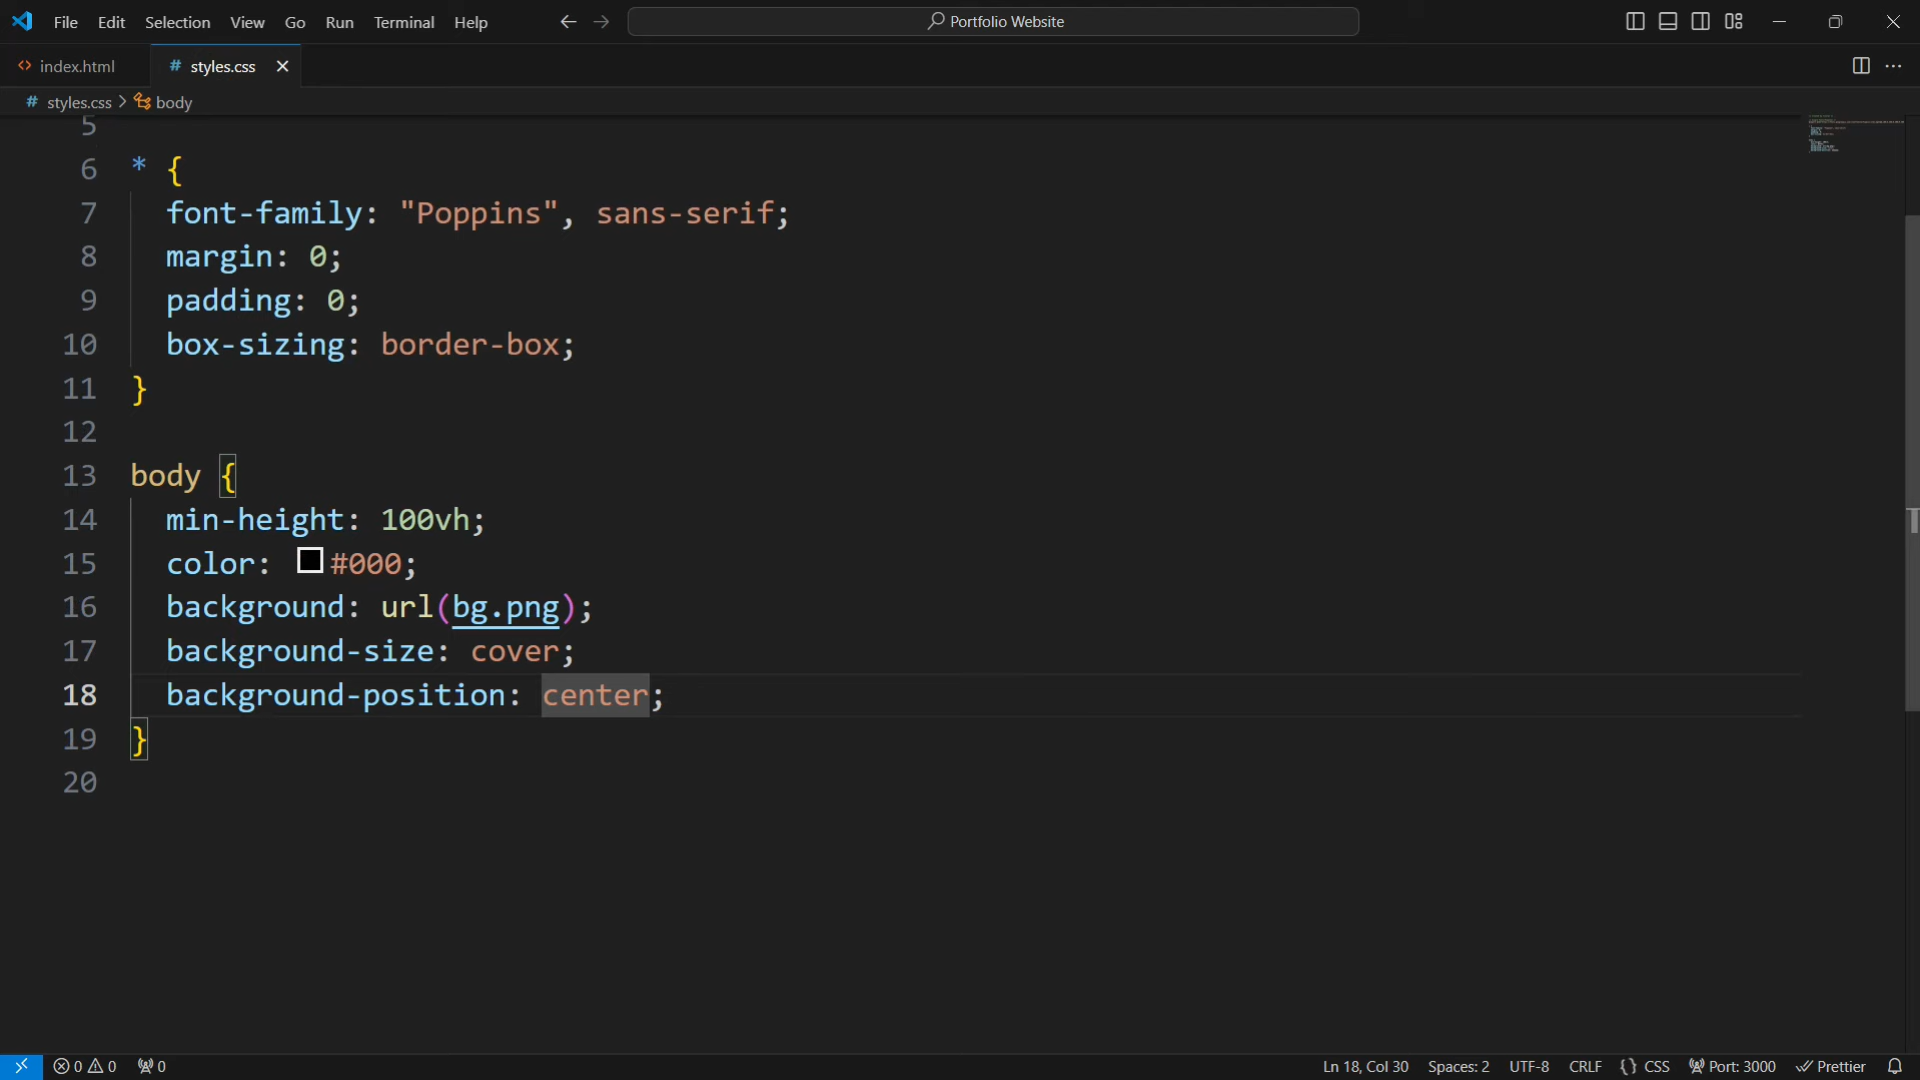 File Edit Selection View Go Run Terminal Help Portfolio Website
index.html styles.css
# styles.css > body
5
6 * {
7 font-family: "Poppins", sans-serif;
8 margin: 0;
9 padding: 0;
10 box-sizing: border-box;
11 }
12
13 body {
14 min-height: 100vh;
15 color: #000;
16 background: url(bg.png);
17 background-size: cover;
18 background-position: center;
19 }
20
0 0 0 Ln 18, Col 30 Spaces: 2 UTF-8 CRLF {} CSS Port: 3000 Prettier